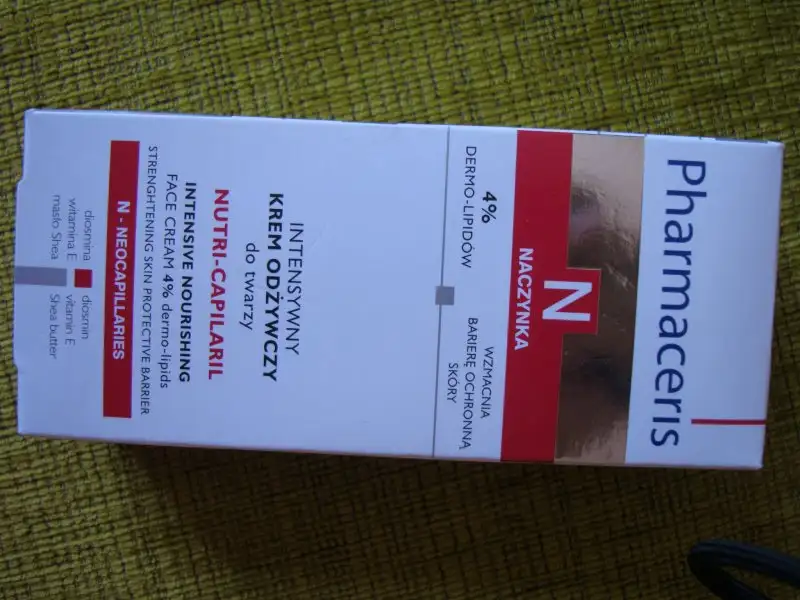 Pharmaceris
N
NACZYNKA
4%
DERMO-LIPIDÓW
WZMACNIA
BARIERĘ OCHRONNĄ
SKÓRY
INTENSYWNY
KREM ODŻYWCZY
do twarzy
NUTRI-CAPILARIL
INTENSIVE NOURISHING
FACE CREAM 4% dermo-lipids
STRENGHTENING SKIN PROTECTIVE BARRIER
N - NEOCAPILLARIES
diosmina diosmin
witamina E vitamin E
masło Shea Shea butter